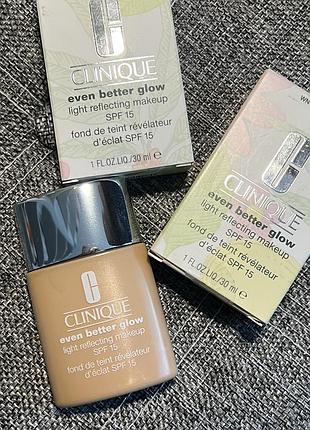 CLINIQUE
even better glow
light reflecting makeup
SPF 15
fond de teint révélateur
d'éclat SPF 15
1 FL.OZ.LIQ./30 ml ℮
CLINIQUE
even better glow
light reflecting makeup
SPF 15
fond de teint révélateur
d'éclat SPF 15
1 FL.OZ.LIQ./30 ml ℮
CLINIQUE
even better glow
light reflecting makeup
SPF 15
fond de teint révélateur
d'éclat SPF 15